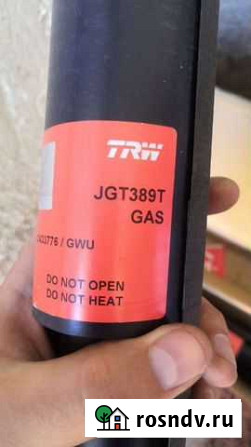 TRW
JGT389T
GAS
/ GWU
DO NOT OPEN
DO NOT HEAT
rosndv.ru